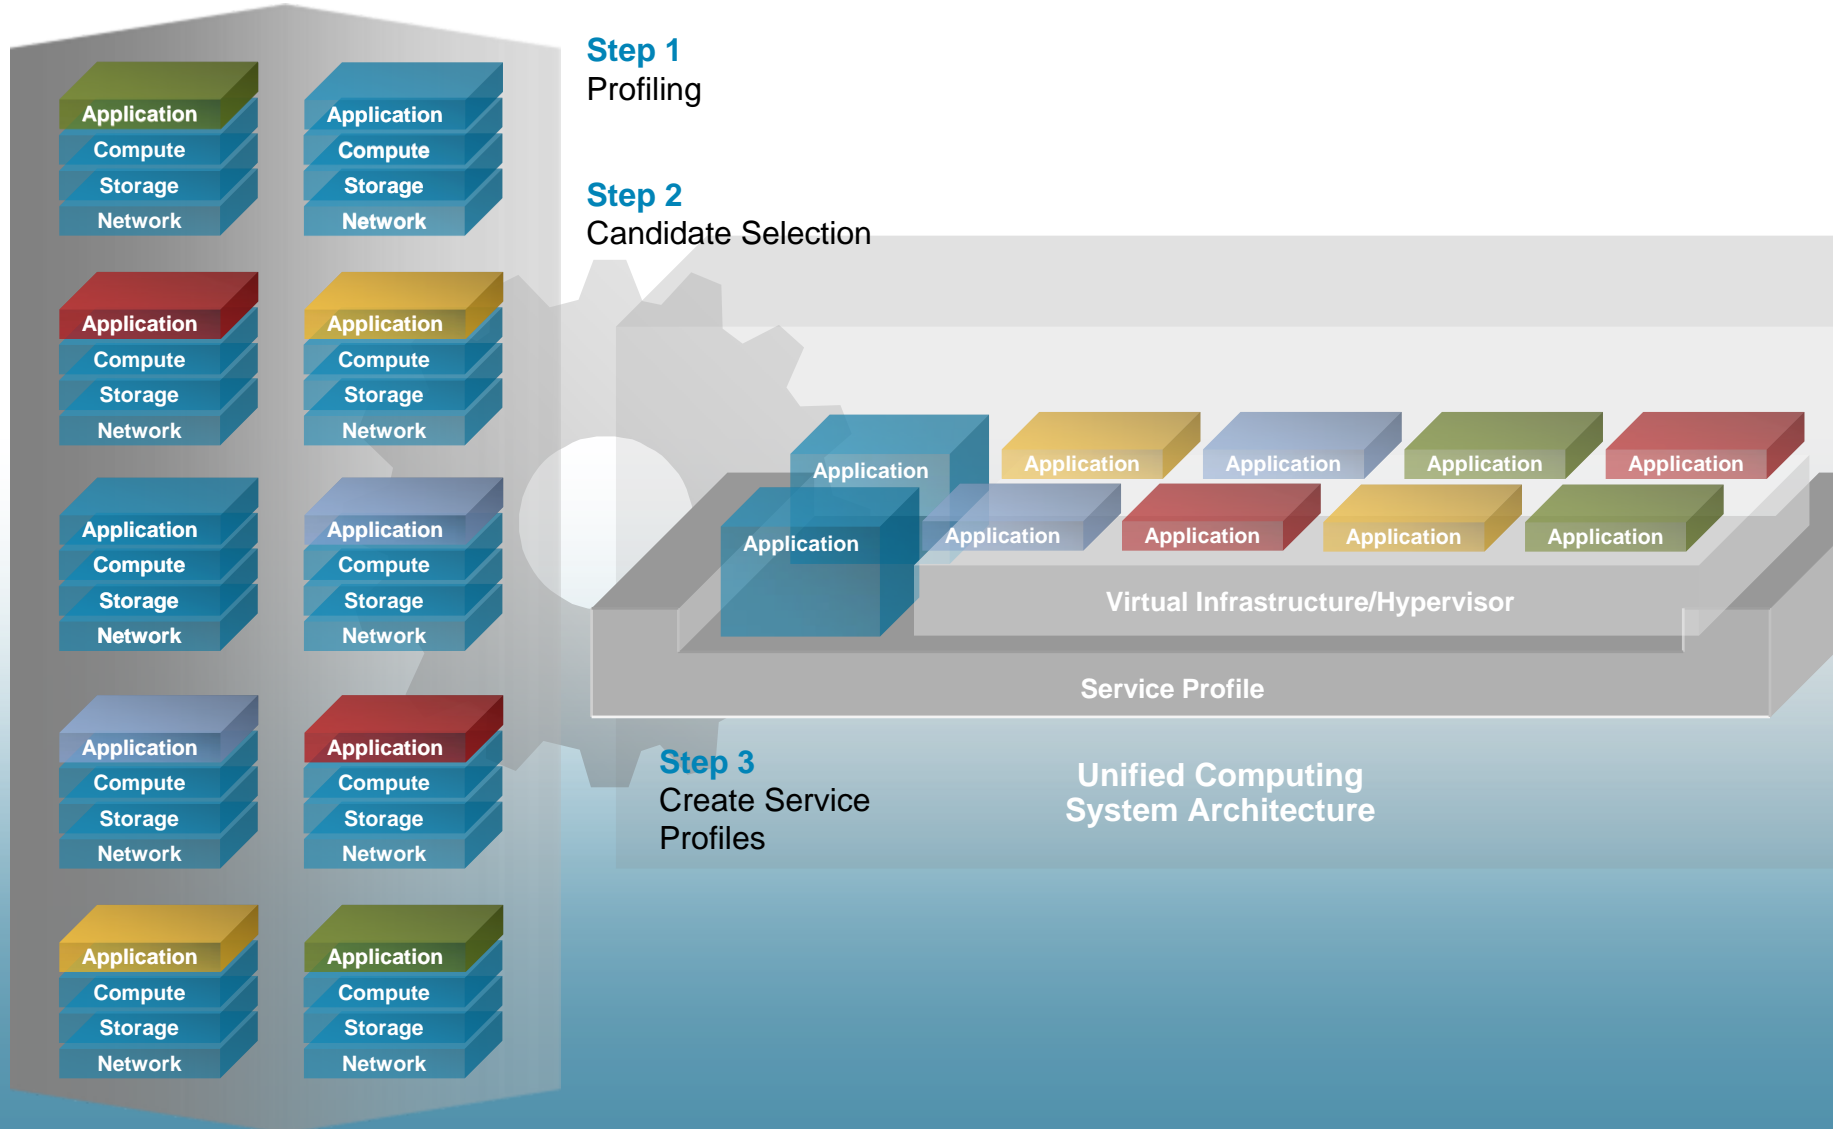 Application
Compute
Storage
Network
Application
Compute
Storage
Network
Application
Compute
Storage
Network
Application
Compute
Storage
Network
Application
Compute
Storage
Network
Application
Compute
Storage
Network
Application
Compute
Storage
Network
Application
Compute
Storage
Network
Application
Compute
Storage
Network
Application
Compute
Storage
Network
Step 1
Profiling
Step 2
Candidate Selection
Application
Application
Application
Application
Application
Application
Application
Application
Application
Application
Virtual Infrastructure/Hypervisor
Service Profile
Step 3
Create Service
Profiles
Unified Computing
System Architecture